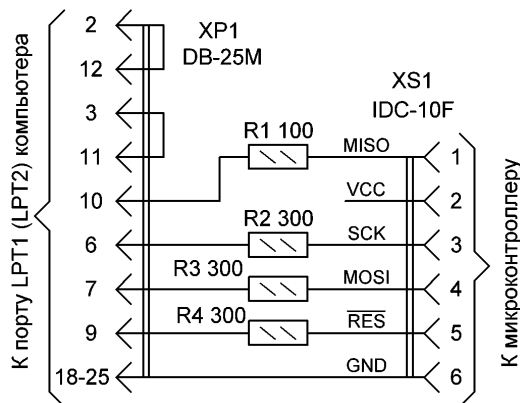 К порту LPT1 (LPT2) компьютера
2
12
3
11
10
6
7
9
18-25
XP1
DB-25M
R1 100
R2 300
R3 300
R4 300
XS1
IDC-10F
MISO
VCC
SCK
MOSI
RES
GND
1
2
3
4
5
6
К микроконтроллеру